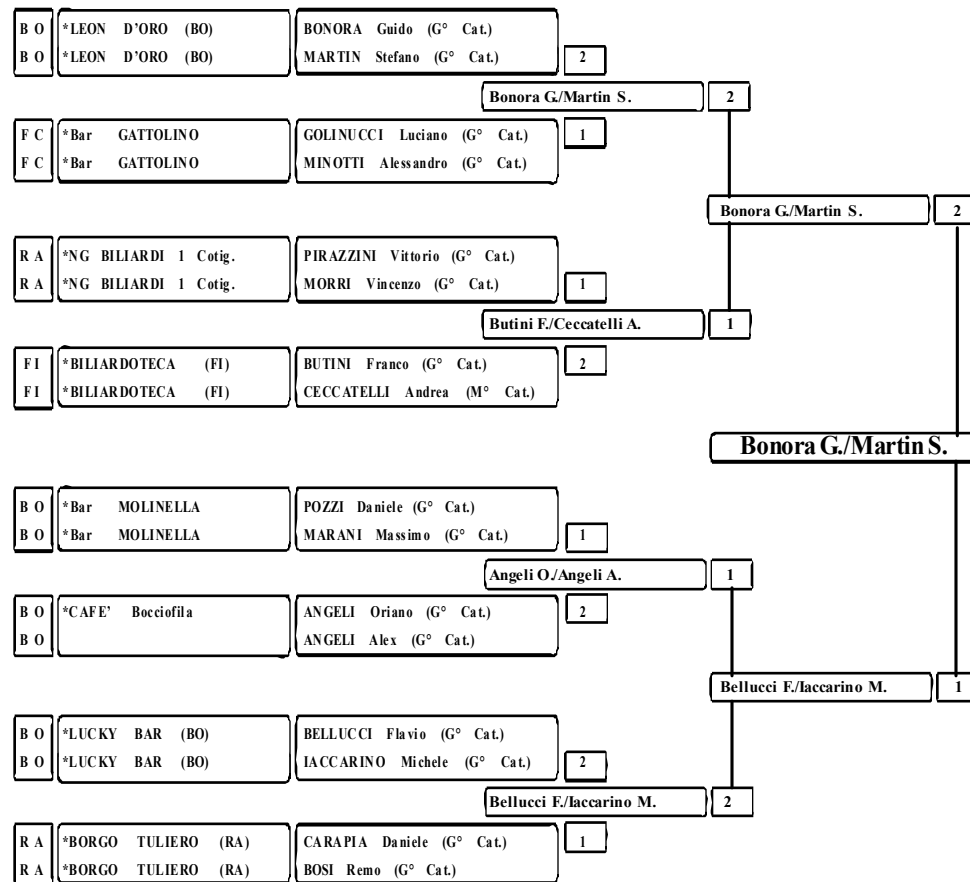 B O *LEON D'ORO (BO) BONORA Guido (G° Cat.)
B O *LEON D'ORO (BO) MARTIN Stefano (G° Cat.) 2
Bonora G./Martin S. 2
F C *Bar GATTOLINO GOLINUCCI Luciano (G° Cat.) 1
F C *Bar GATTOLINO MINOTTI Alessandro (G° Cat.)
Bonora G./Martin S. 2
R A *NG BILIARDI 1 Cotig. PIRAZZINI Vittorio (G° Cat.)
R A *NG BILIARDI 1 Cotig. MORRI Vincenzo (G° Cat.) 1
Butini F./Ceccatelli A. 1
F I *BILIARDOTECA (FI) BUTINI Franco (G° Cat.) 2
F I *BILIARDOTECA (FI) CECCATELLI Andrea (M° Cat.)
Bonora G./Martin S.
B O *Bar MOLINELLA POZZI Daniele (G° Cat.)
B O *Bar MOLINELLA MARANI Massimo (G° Cat.) 1
Angeli O./Angeli A. 1
B O *CAFE' Bocciofila ANGELI Oriano (G° Cat.) 2
B O ANGELI Alex (G° Cat.)
Bellucci F./Iaccarino M. 1
B O *LUCKY BAR (BO) BELLUCCI Flavio (G° Cat.)
B O *LUCKY BAR (BO) IACCARINO Michele (G° Cat.) 2
Bellucci F./Iaccarino M. 2
R A *BORGO TULIERO (RA) CARAPIA Daniele (G° Cat.) 1
R A *BORGO TULIERO (RA) BOSI Remo (G° Cat.)